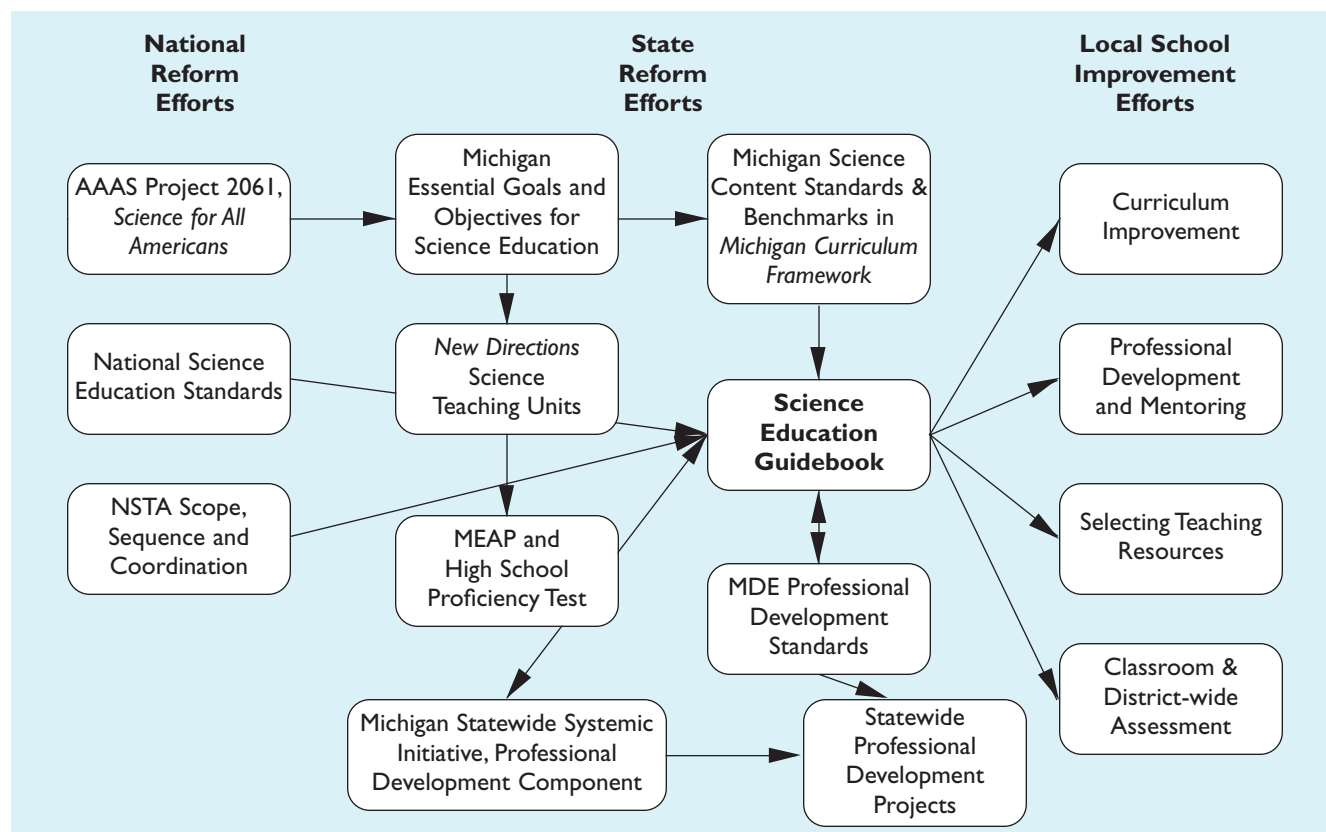 National
Reform
Efforts
State
Reform
Efforts
Local School
Improvement
Efforts
AAAS Project 2061,
Science for All
Americans
Michigan
Essential Goals and
Objectives for
Science Education
Michigan Science
Content Standards &
Benchmarks in
Michigan Curriculum
Framework
Curriculum
Improvement
National Science
Education Standards
New Directions
Science
Teaching Units
Science
Education
Guidebook
Professional
Development
and Mentoring
NSTA Scope,
Sequence and
Coordination
MEAP and
High School
Proficiency Test
MDE Professional
Development
Standards
Selecting Teaching
Resources
Michigan Statewide Systemic
Initiative, Professional
Development Component
Statewide
Professional
Development
Projects
Classroom &
District-wide
Assessment